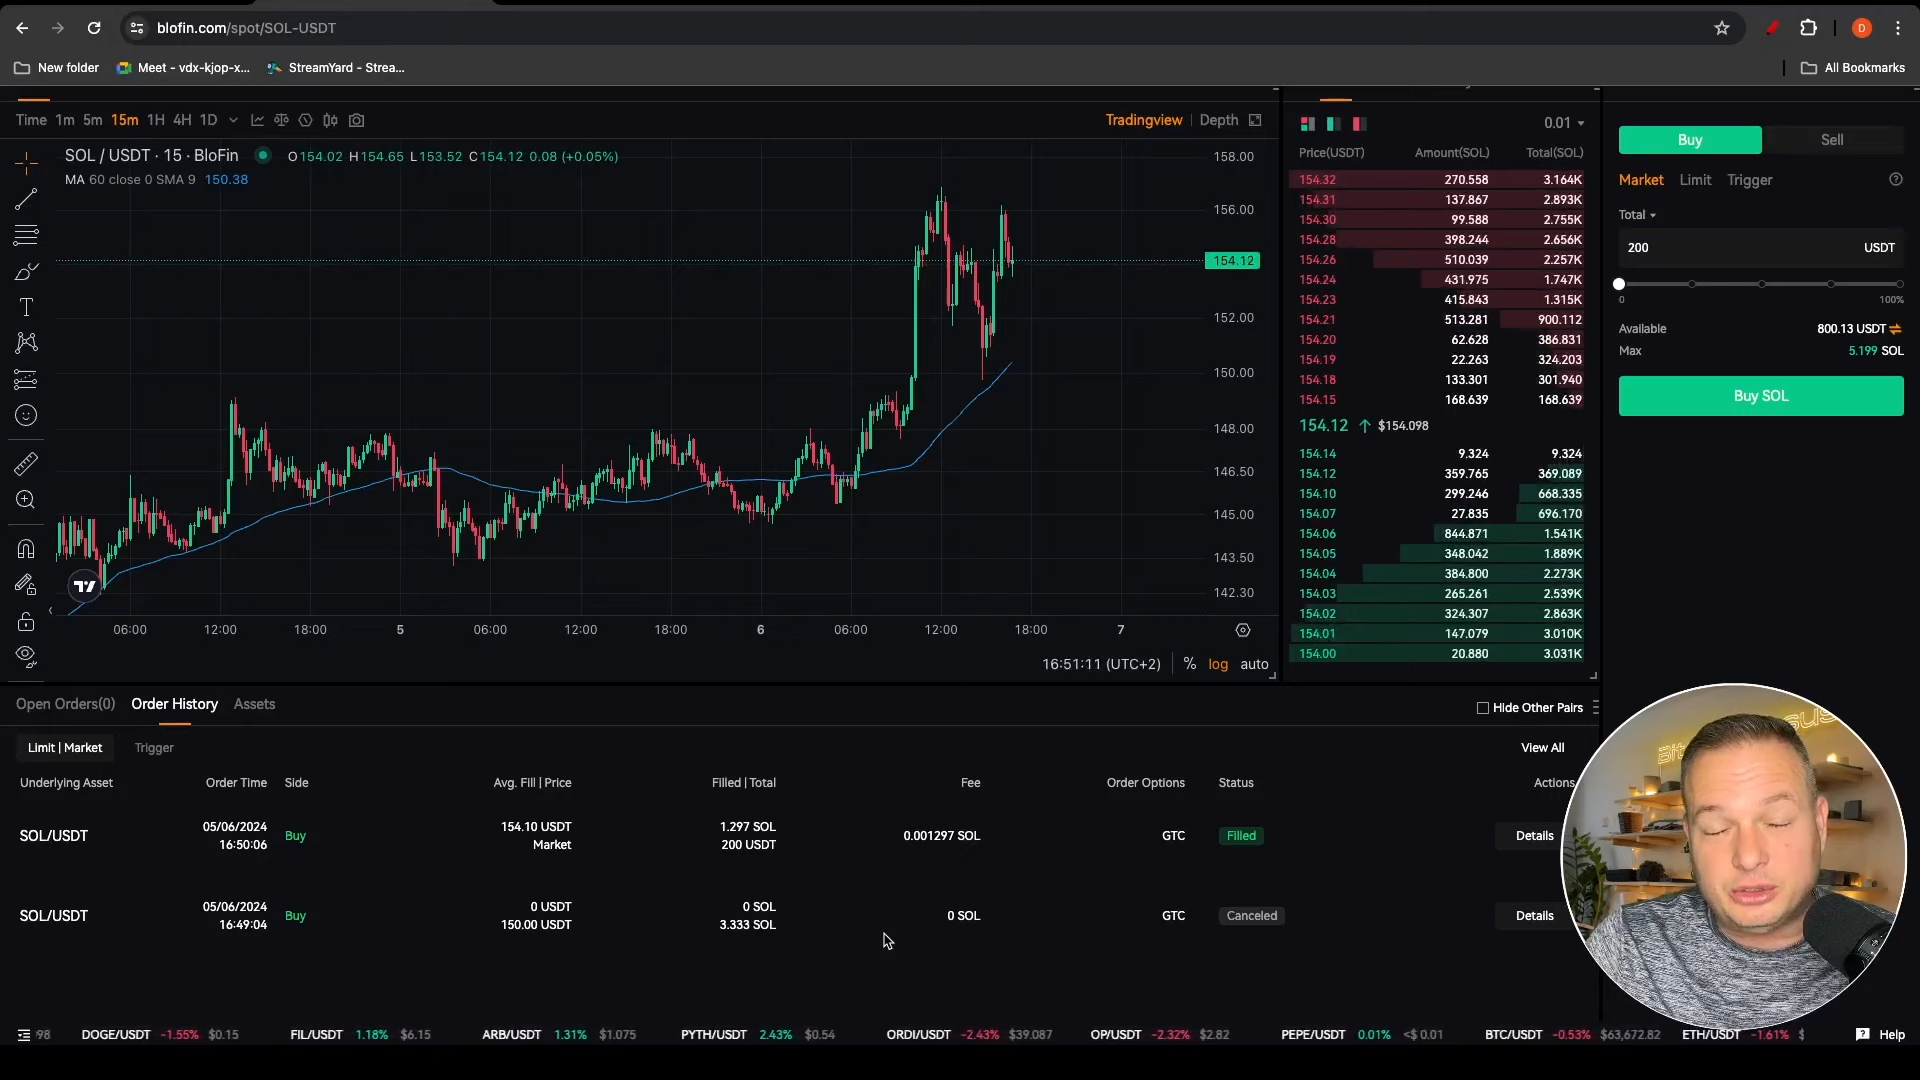 blofin.com/spot/SOL-USDT
D
New folder
Meet - vdx-kjop-x...
StreamYard - Strea...
All Bookmarks
Time 1m 5m 15m 1H 4H 1D
Tradingview | Depth
SOL / USDT · 15 · BloFin O154.02 H154.65 L153.52 C154.12 0.08 (+0.05%)
MA 60 close 0 SMA 9 150.38
158.00
156.00
154.12
152.00
150.00
148.00
146.50
145.00
143.50
142.30
06:00 12:00 18:00 5 06:00 12:00 18:00 6 06:00 12:00 18:00 7
16:51:11 (UTC+2) % log auto
0.01
Price(USDT) Amount(SOL) Total(SOL)
154.32 270.558 3.164K
154.31 137.867 2.893K
154.30 99.588 2.755K
154.28 398.244 2.656K
154.26 510.039 2.257K
154.24 431.975 1.747K
154.23 415.843 1.315K
154.21 513.281 900.112
154.20 62.628 386.831
154.19 22.263 324.203
154.18 133.301 301.940
154.15 168.639 168.639
154.12 ↑ $154.098
154.14 9.324 9.324
154.12 359.765 369.089
154.10 299.246 668.335
154.07 27.835 696.170
154.06 844.871 1.541K
154.05 348.042 1.889K
154.04 384.800 2.273K
154.03 265.261 2.539K
154.02 324.307 2.863K
154.01 147.079 3.010K
154.00 20.880 3.031K
Buy Sell
Market Limit Trigger
Total
200 USDT
0 100%
Available 800.13 USDT
Max 5.199 SOL
Buy SOL
Open Orders(0) Order History Assets
Hide Other Pairs
Limit | Market Trigger
View All
Underlying Asset Order Time Side Avg. Fill | Price Filled | Total Fee Order Options Status Actions
SOL/USDT 05/06/2024 16:50:06 Buy 154.10 USDT Market 1.297 SOL 200 USDT 0.001297 SOL GTC Filled Details
SOL/USDT 05/06/2024 16:49:04 Buy 0 USDT 150.00 USDT 0 SOL 3.333 SOL 0 SOL GTC Canceled Details
98 DOGE/USDT -1.55% $0.15 FIL/USDT 1.18% $6.15 ARB/USDT 1.31% $1.075 PYTH/USDT 2.43% $0.54 ORDI/USDT -2.43% $39.087 OP/USDT -2.32% $2.82 PEPE/USDT 0.01% <$ 0.01 BTC/USDT -0.53% $63,672.82 ETH/USDT -1.61% $
Help